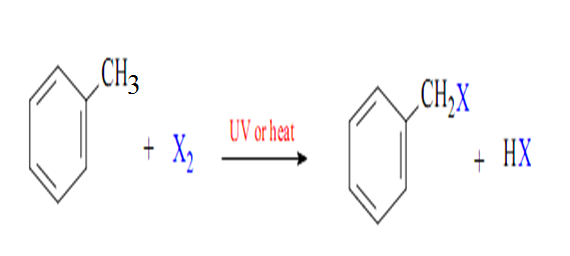 CH₃ + X₂ UV or heat CH₂X + HX